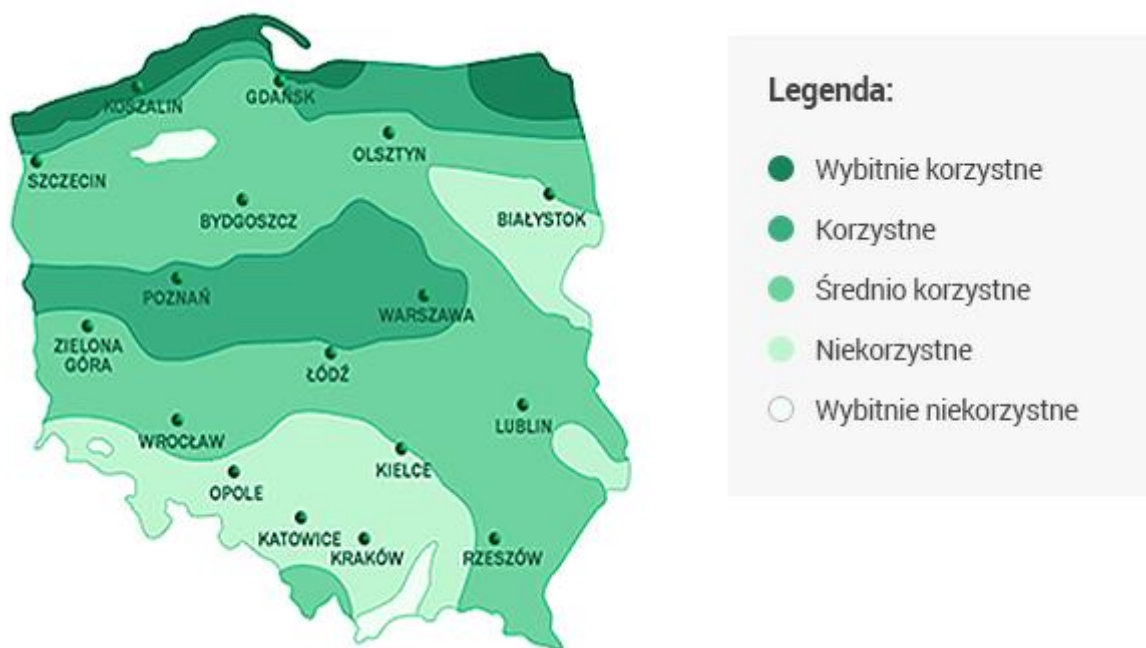 KOSZALIN
GDAŃSK
OLSZTYN
SZCZECIN
BYDGOSZCZ
BIAŁYSTOK
POZNAŃ
WARSZAWA
ZIELONA
GÓRA
ŁÓDŹ
LUBLIN
WROCŁAW
KIELCE
OPOLE
KATOWICE
KRAKÓW
RZESZÓW
Legenda:
Wybitnie korzystne
Korzystne
Średnio korzystne
Niekorzystne
Wybitnie niekorzystne